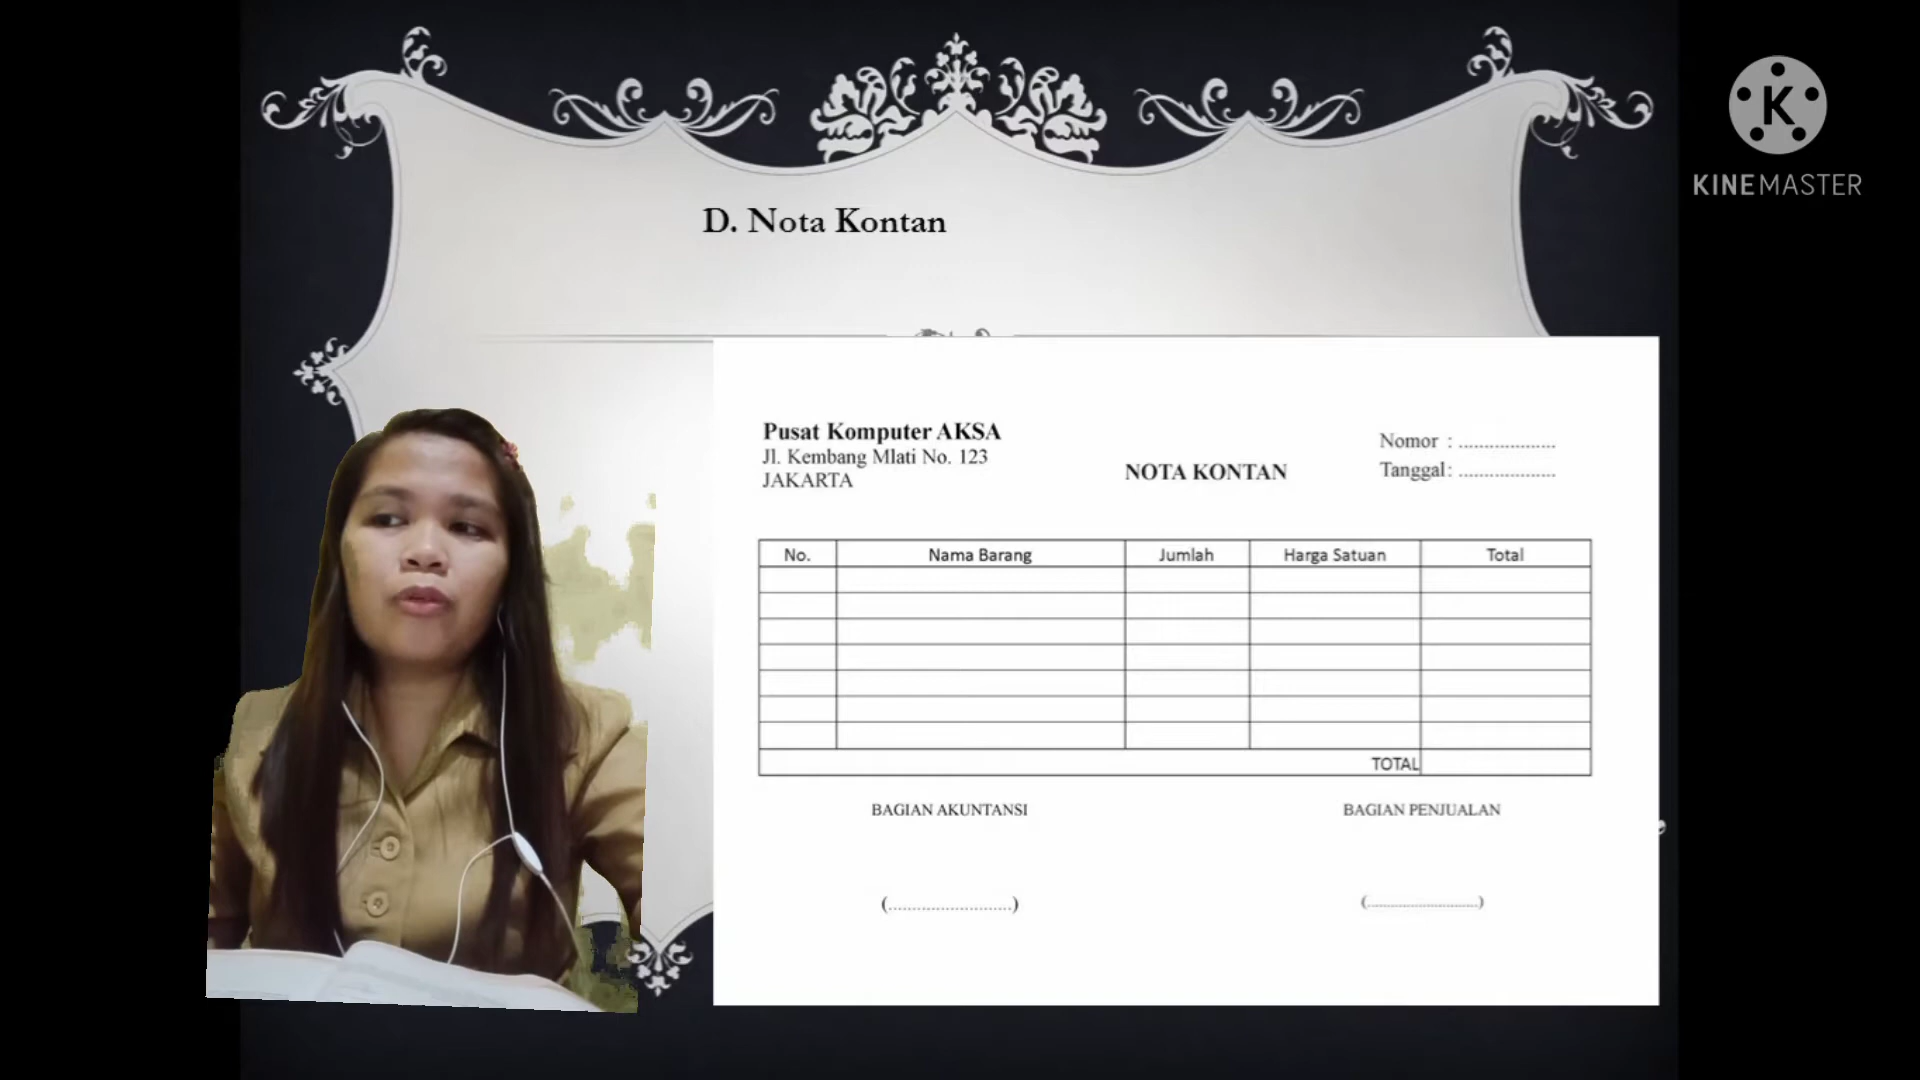 KINEMASTER
D. Nota Kontan
Pusat Komputer AKSA
Jl. Kembang Mlati No. 123
JAKARTA
NOTA KONTAN
Nomor : ...................
Tanggal: ...................
No. Nama Barang Jumlah Harga Satuan Total
TOTAL
BAGIAN AKUNTANSI BAGIAN PENJUALAN
(.........................) (.........................)